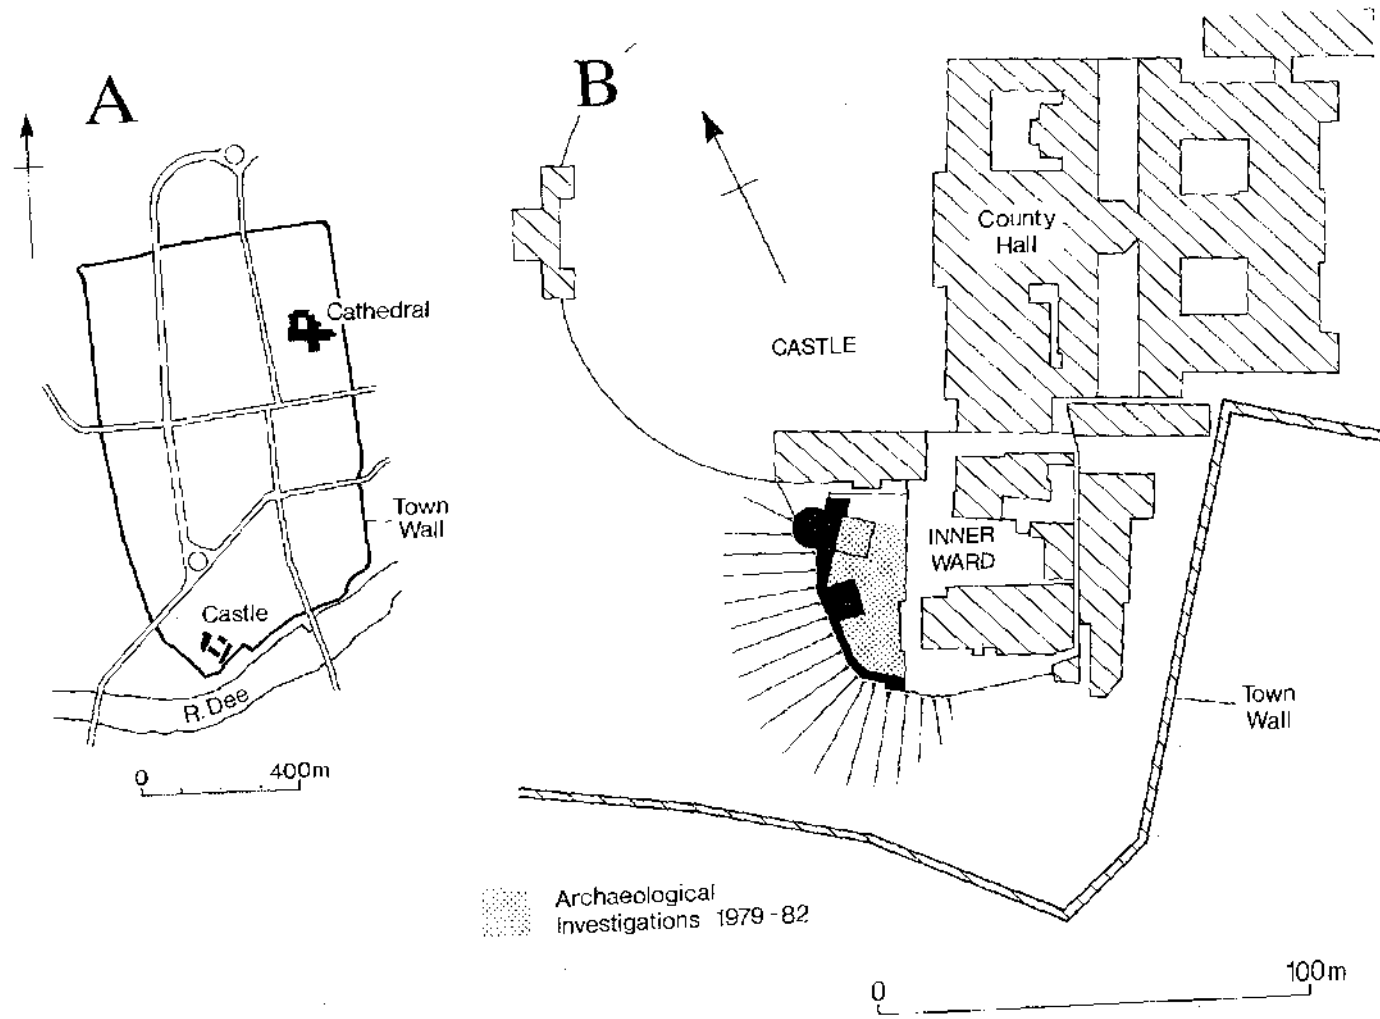 A
Cathedral
Town
Wall
Castle
R. Dee
0 400m
B
County
Hall
CASTLE
INNER
WARD
Town
Wall
Archaeological
Investigations 1979-82
0 100m